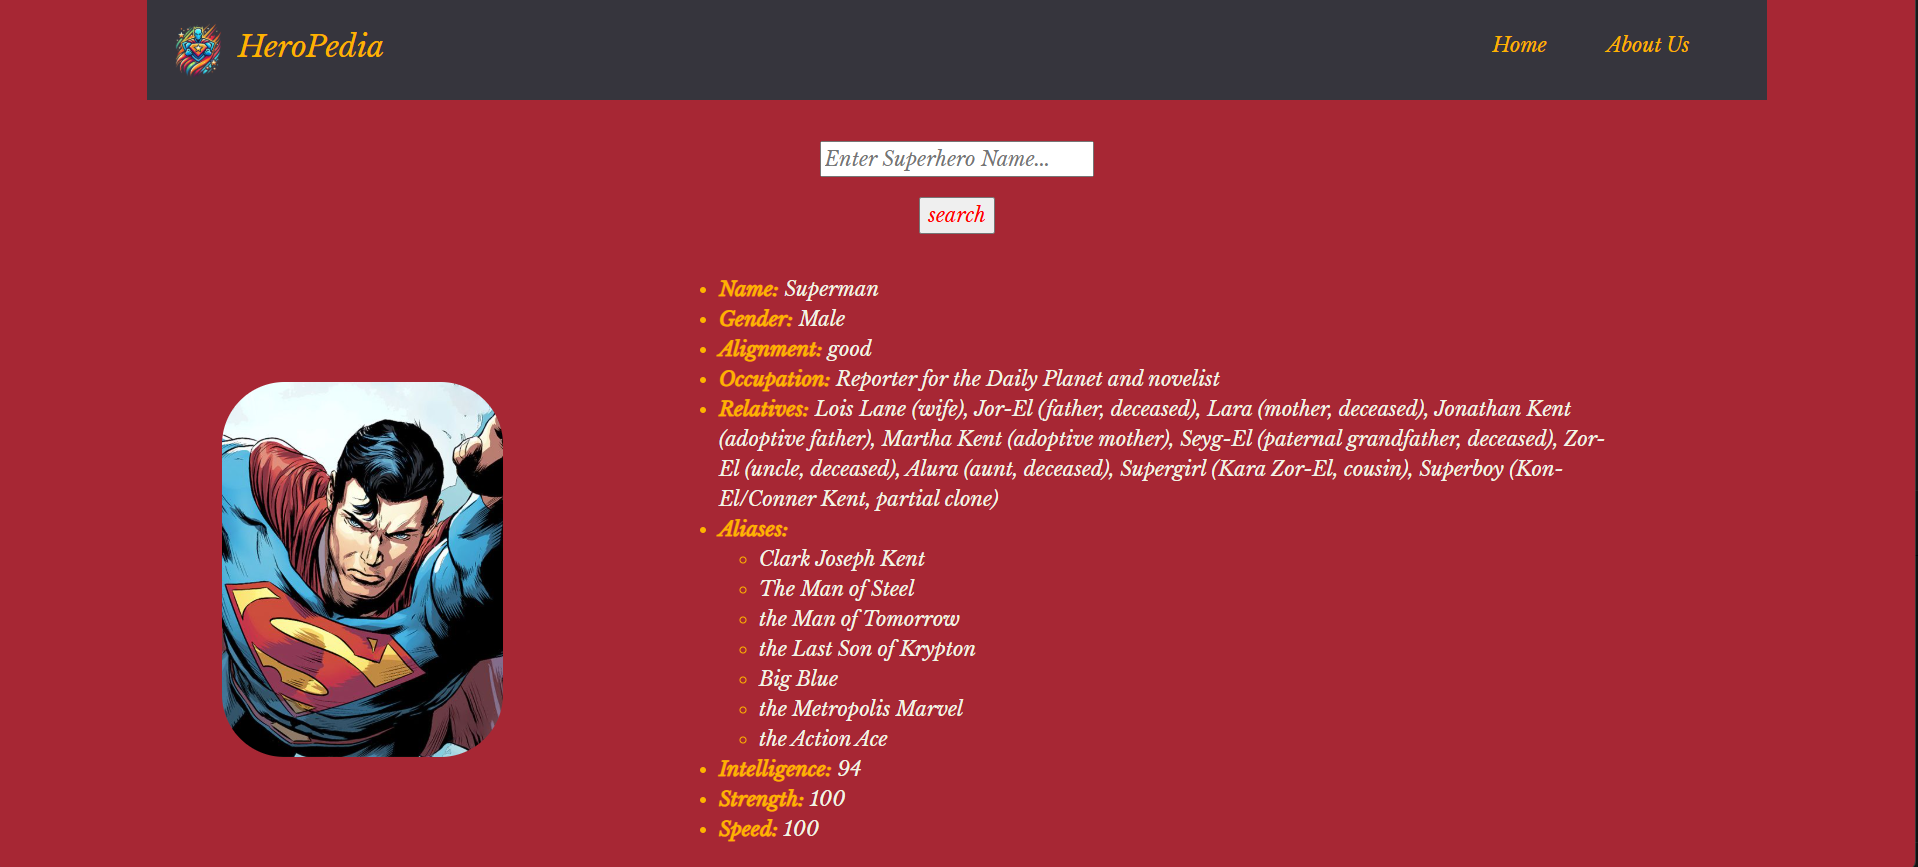 HeroPedia
Home
About Us
Enter Superhero Name...
search
Name: Superman
Gender: Male
Alignment: good
Occupation: Reporter for the Daily Planet and novelist
Relatives: Lois Lane (wife), Jor-El (father, deceased), Lara (mother, deceased), Jonathan Kent
(adoptive father), Martha Kent (adoptive mother), Seyg-El (paternal grandfather, deceased), Zor-
El (uncle, deceased), Alura (aunt, deceased), Supergirl (Kara Zor-El, cousin), Superboy (Kon-
El/Conner Kent, partial clone)
Aliases:
Clark Joseph Kent
The Man of Steel
the Man of Tomorrow
the Last Son of Krypton
Big Blue
the Metropolis Marvel
the Action Ace
Intelligence: 94
Strength: 100
Speed: 100